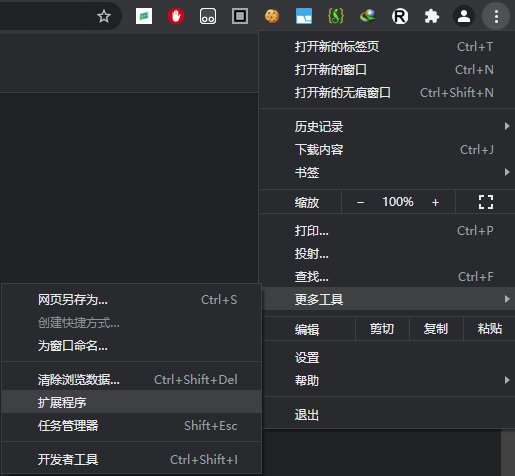 打开新的标签页 Ctrl+T
打开新的窗口 Ctrl+N
打开新的无痕窗口 Ctrl+Shift+N
历史记录
下载内容 Ctrl+J
书签
缩放 − 100% +
打印... Ctrl+P
投射...
查找... Ctrl+F
更多工具
编辑 剪切 复制 粘贴
设置
帮助
退出
网页另存为... Ctrl+S
创建快捷方式...
为窗口命名...
清除浏览数据... Ctrl+Shift+Del
扩展程序
任务管理器 Shift+Esc
开发者工具 Ctrl+Shift+I